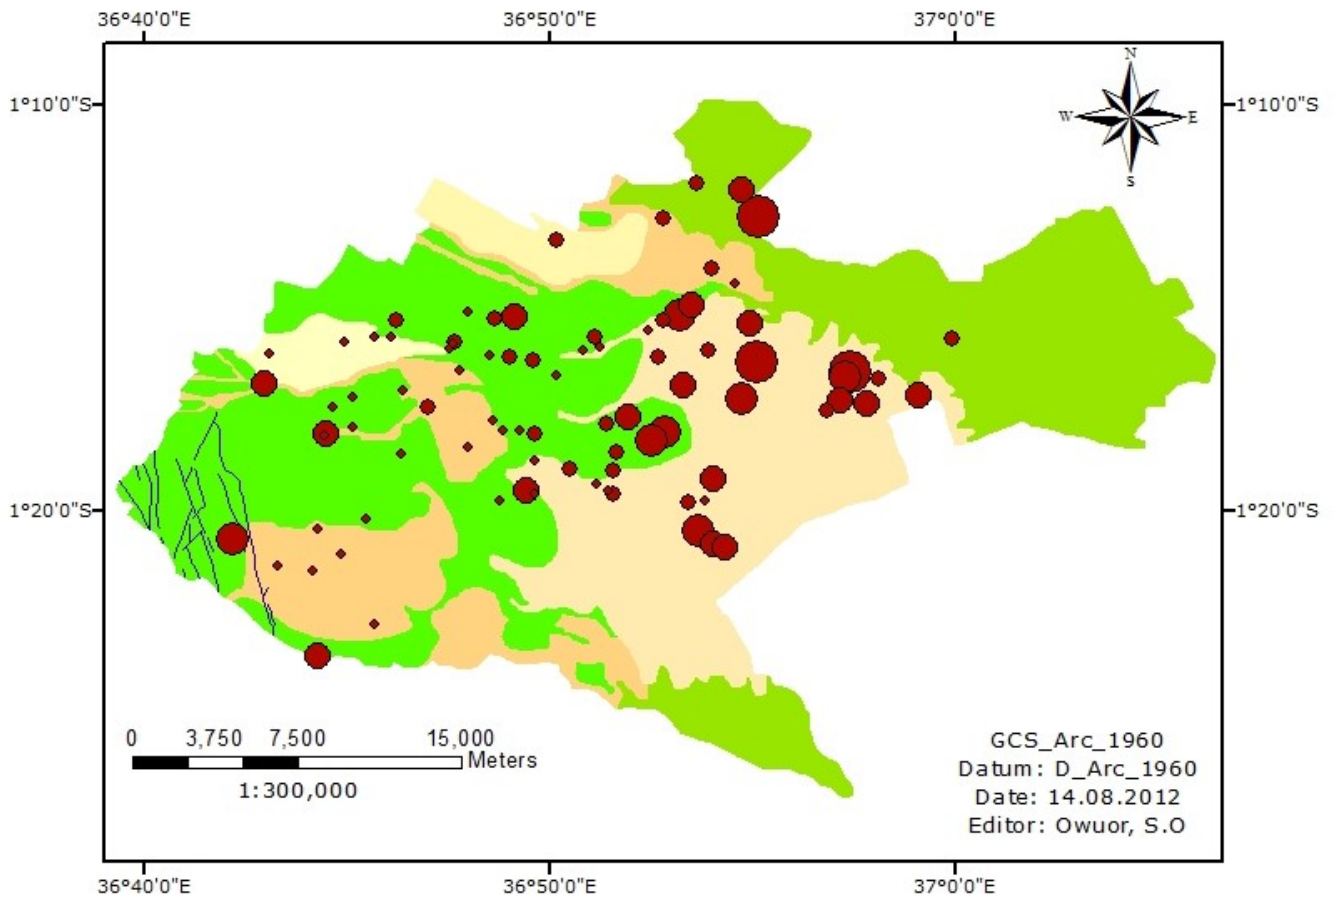 36°40'0"E 36°50'0"E 37°0'0"E
N
1°10'0"S 1°10'0"S
W E
S
1°20'0"S 1°20'0"S
0 3,750 7,500 15,000
Meters
1:300,000
GCS_Arc_1960
Datum: D_Arc_1960
Date: 14.08.2012
Editor: Owuor, S.O
36°40'0"E 36°50'0"E 37°0'0"E